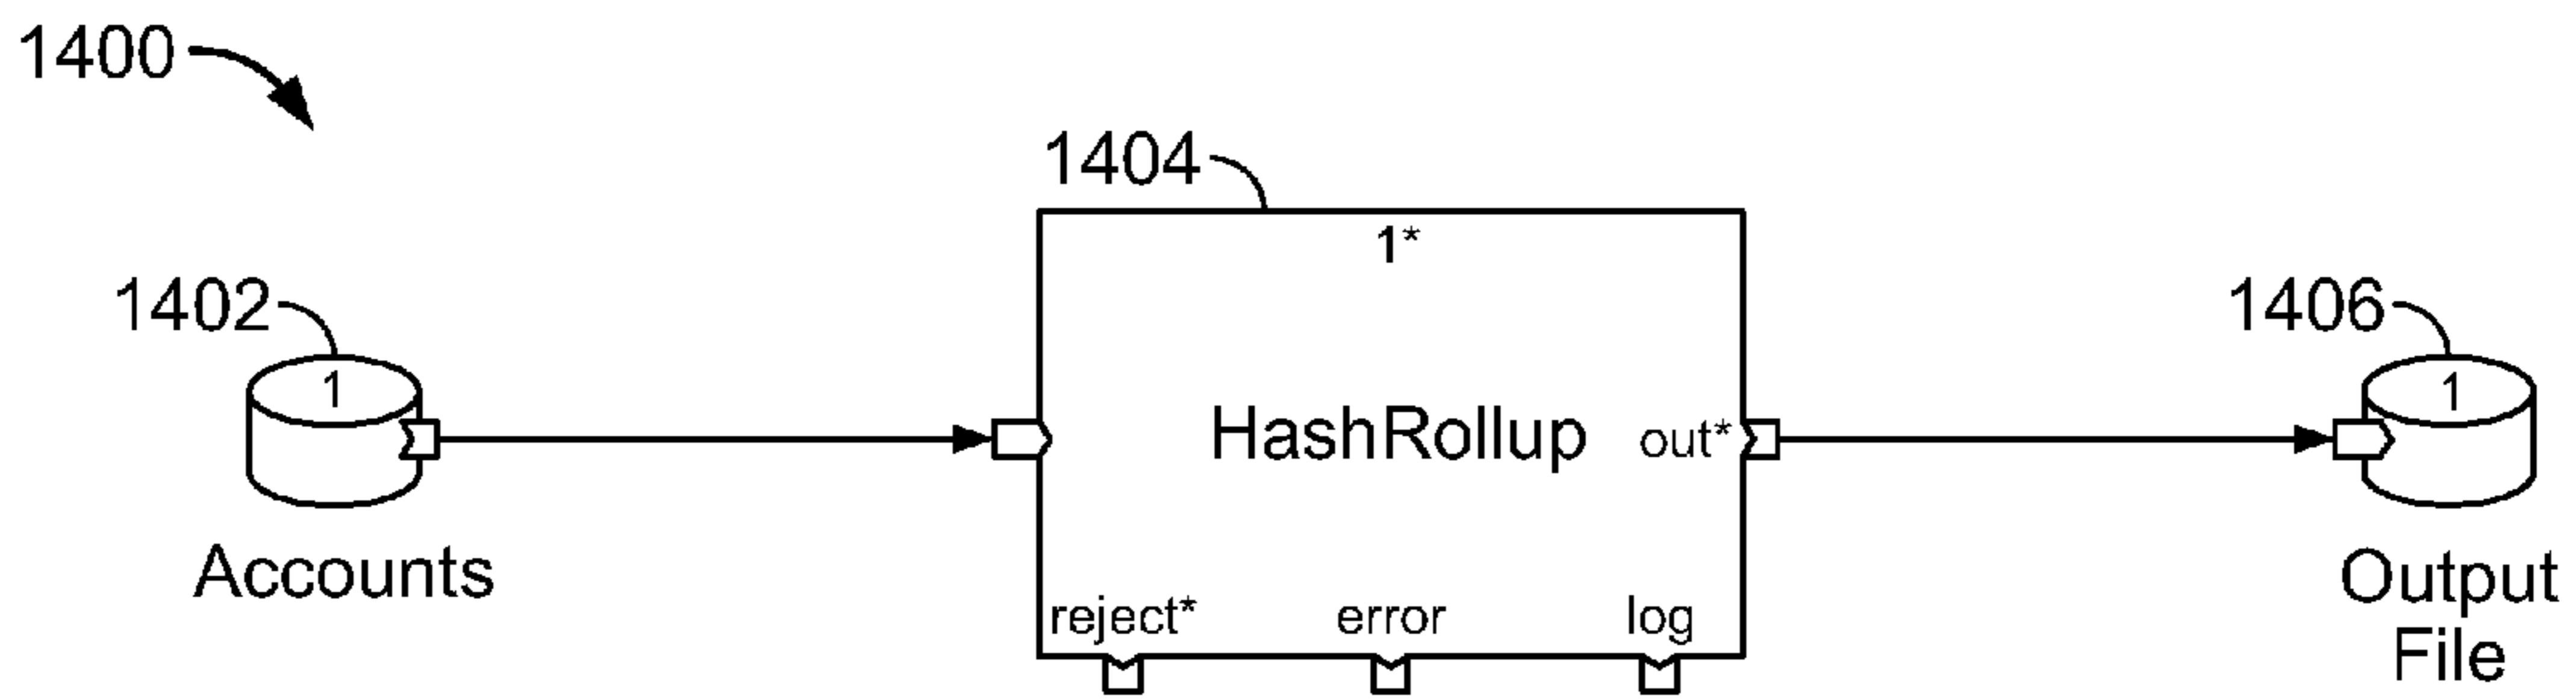 1400
1404
1*
1402
1406
1
1
HashRollup
out*
Accounts
Output
File
reject*
error
log